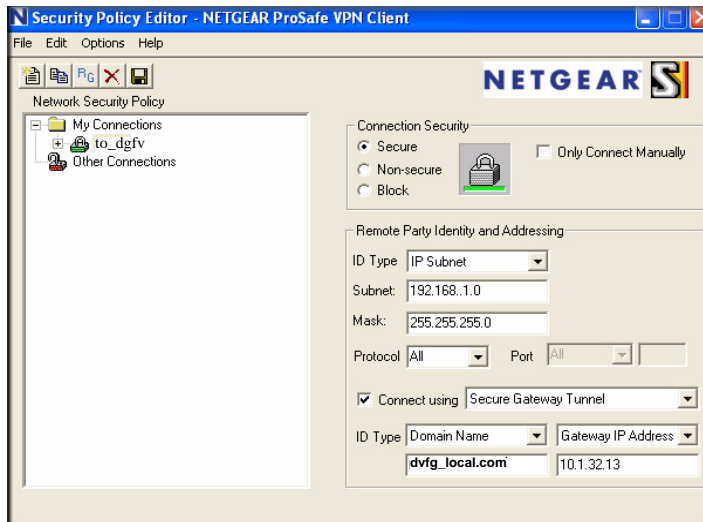 Security Policy Editor - NETGEAR ProSafe VPN Client
File Edit Options Help
NETGEAR
Network Security Policy
My Connections
to_dgfv
Other Connections
Connection Security
Secure
Only Connect Manually
Non-secure
Block
Remote Party Identity and Addressing
ID Type IP Subnet
Subnet: 192.168..1.0
Mask: 255.255.255.0
Protocol All Port All
Connect using Secure Gateway Tunnel
ID Type Domain Name Gateway IP Address
dvfg_local.com 10.1.32.13